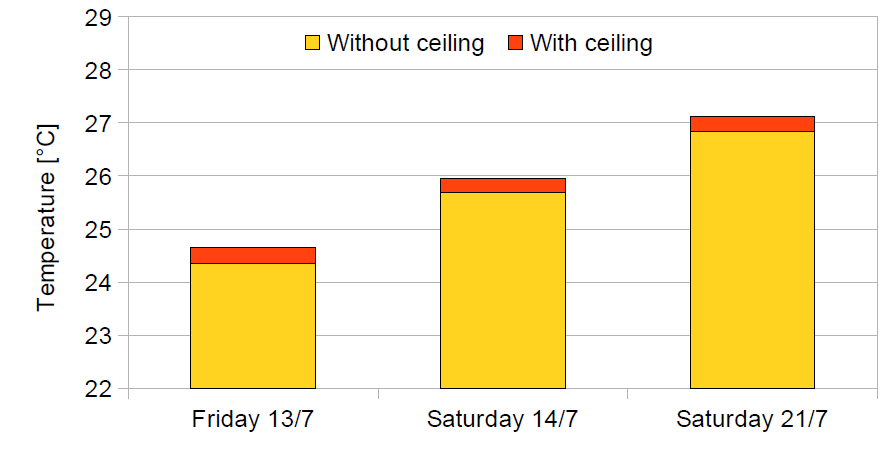 29
Without ceiling With ceiling
28
27
26
25
24
23
22
Temperature [°C]
Friday 13/7 Saturday 14/7 Saturday 21/7